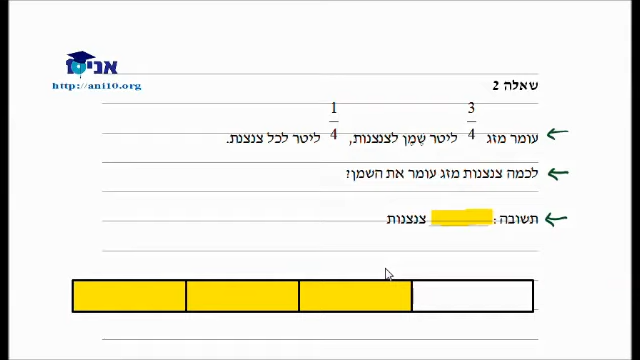 אני10
http://ani10.org
שאלה 2
עומר מזג 3/4 ליטר שֶמֶן לצנצנות, 1/4 ליטר לכל צנצנת.
לכמה צנצנות מזג עומר את השמן?
תשובה: צנצנות